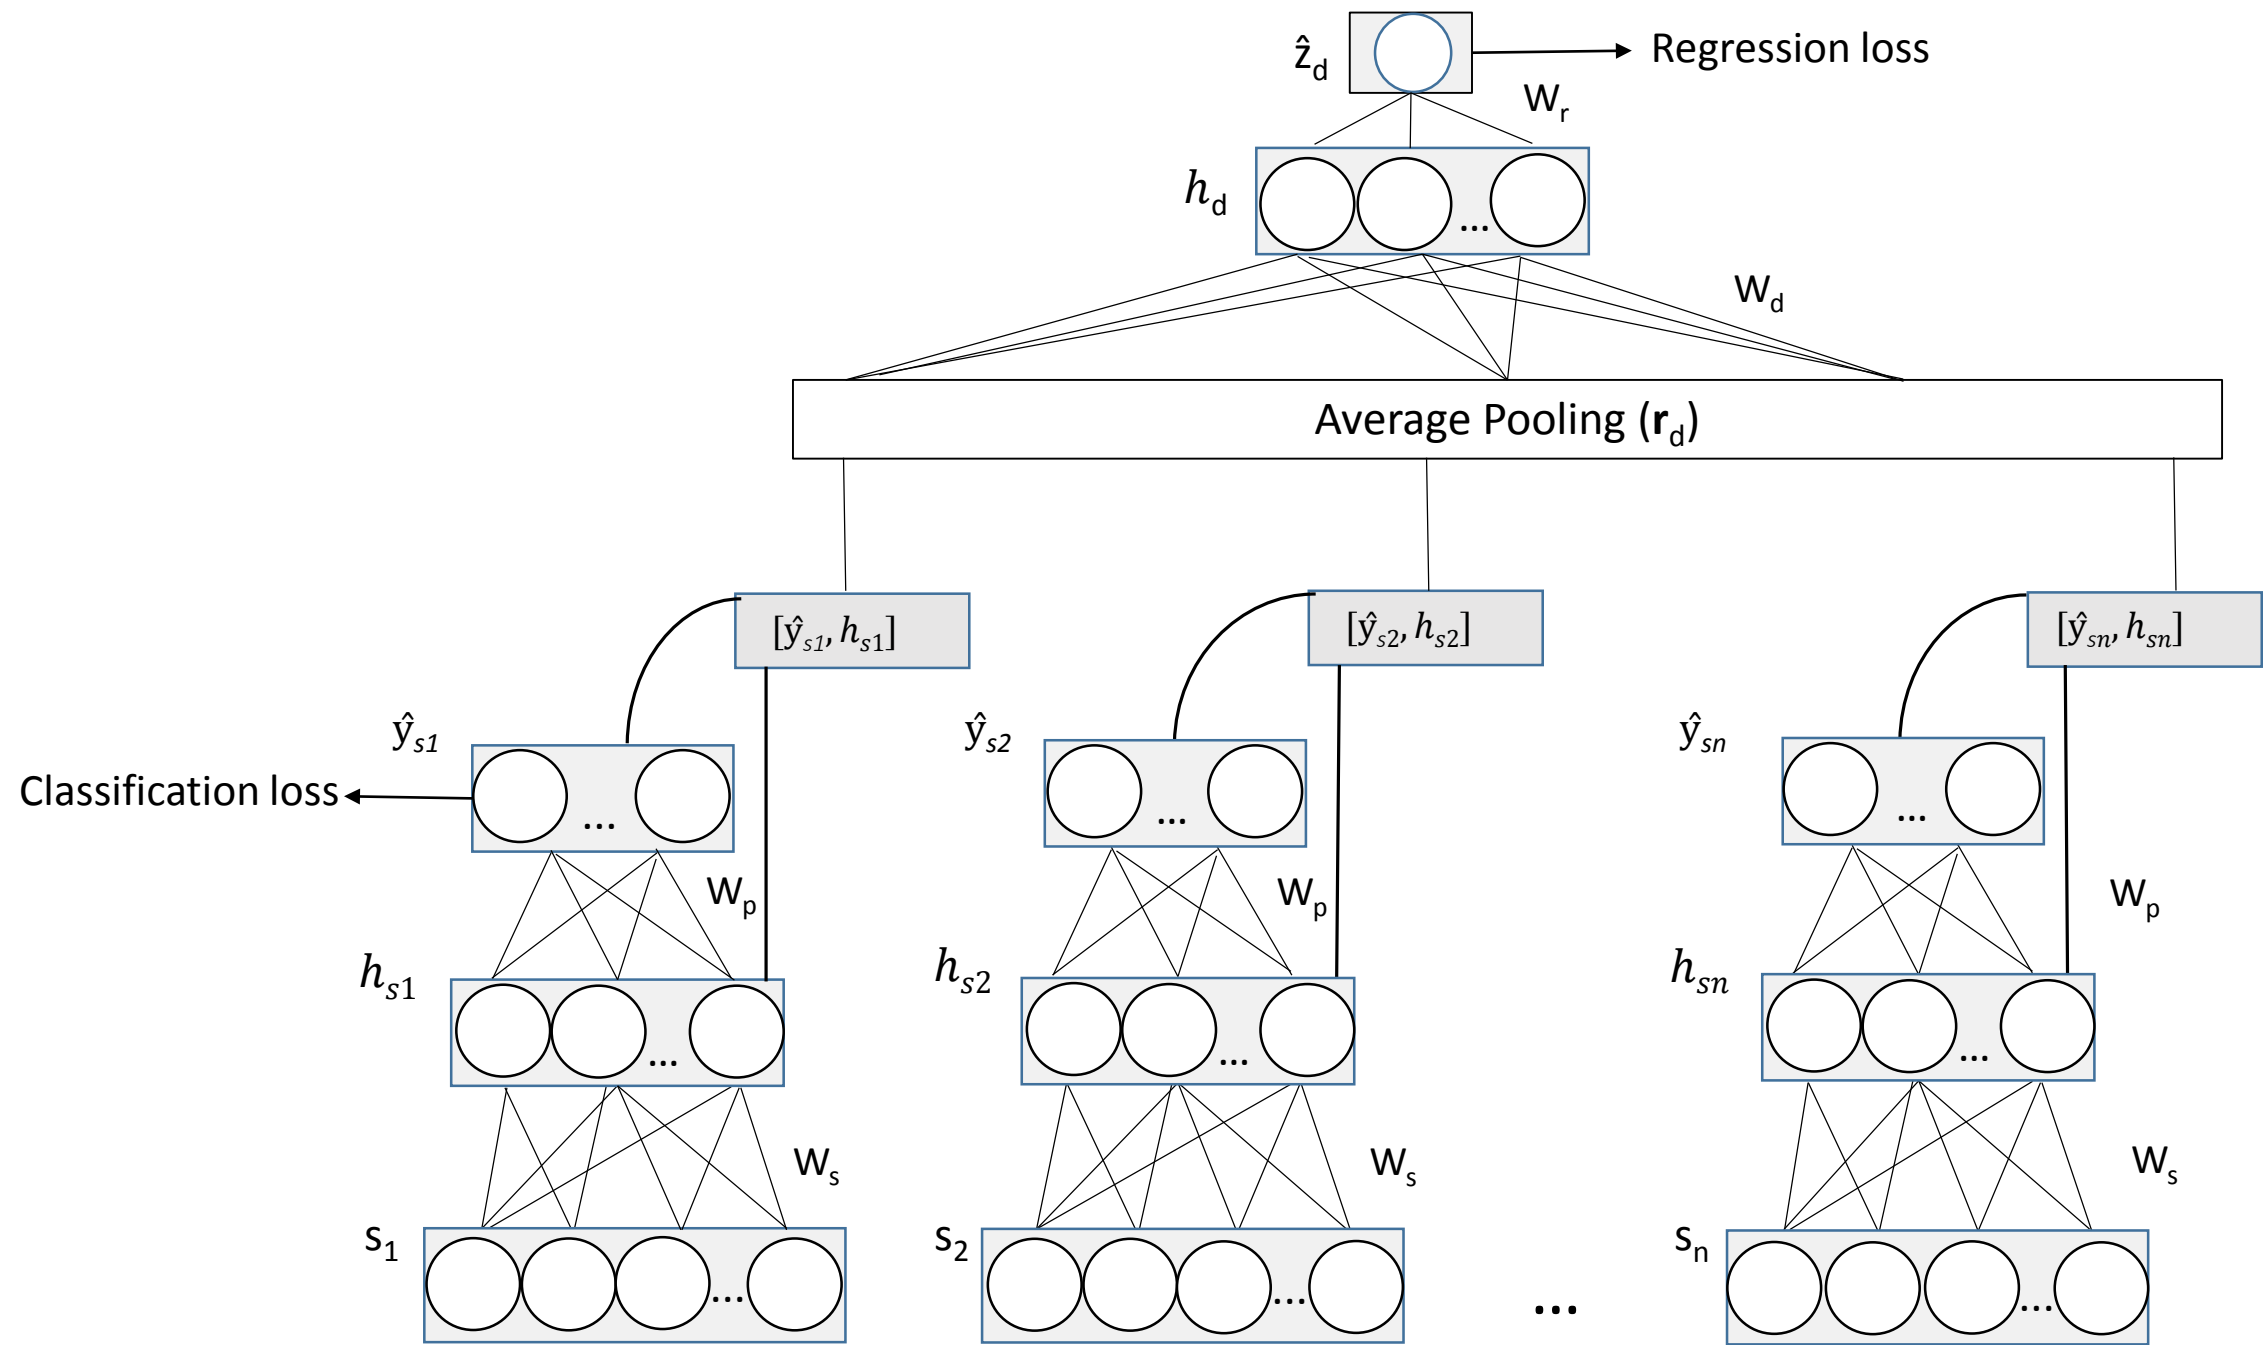 ẑd
Regression loss
Wr
hd
...
Wd
Average Pooling (rd)
[ŷs1, hs1]
[ŷs2, hs2]
[ŷsn, hsn]
ŷs1
ŷs2
ŷsn
Classification loss
...
...
...
Wp
Wp
Wp
hs1
hs2
hsn
...
...
...
Ws
Ws
Ws
s1
s2
sn
...
...
...
...